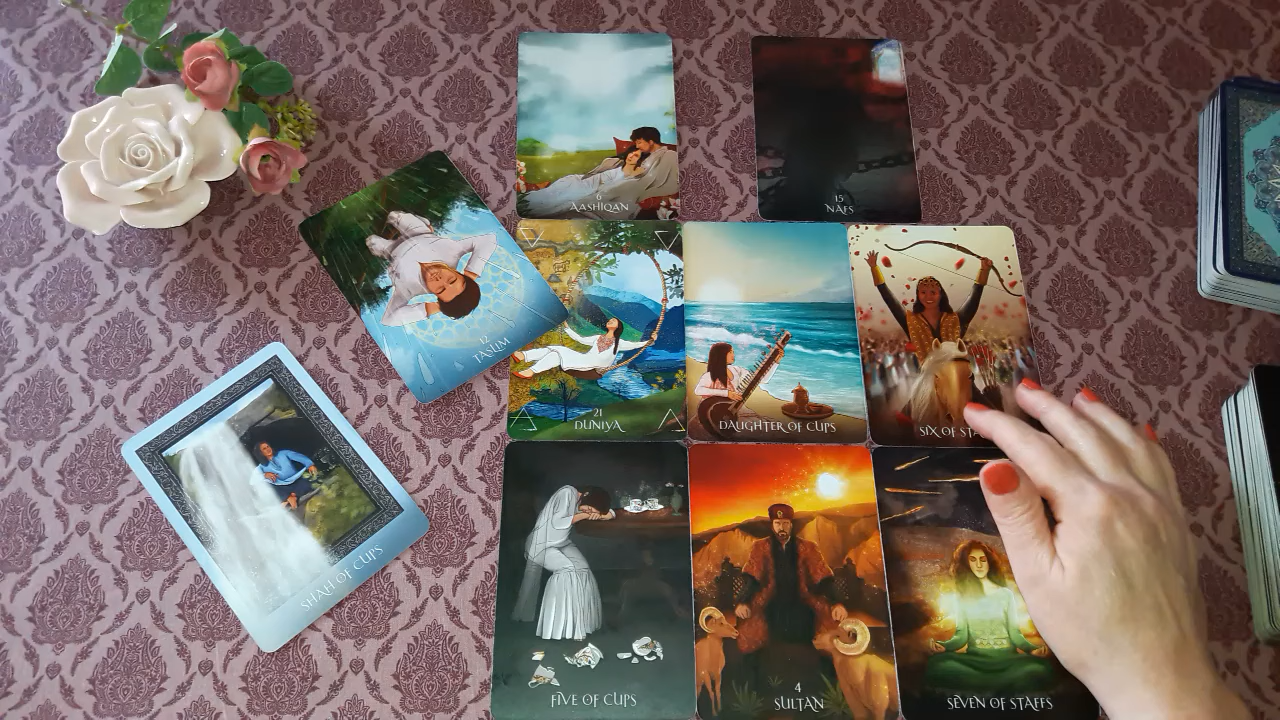 6
AASHIQAN
15
NAFS
12
TASLIM
21
DUNIYA
DAUGHTER OF CUPS
SIX OF
SHAH OF CUPS
FIVE OF CUPS
4
SULTAN
SEVEN OF STAFFS